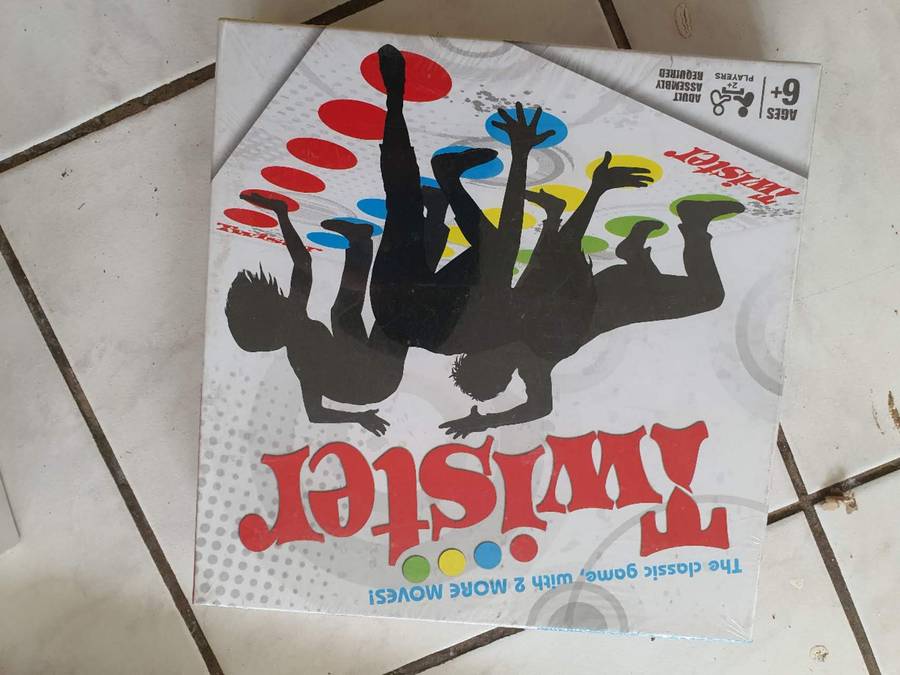 The classic game, with 2 MORE MOVES!
Twister
Twister
Twister
AGES
6+
2+
PLAYERS
ADULT
ASSEMBLY
REQUIRED